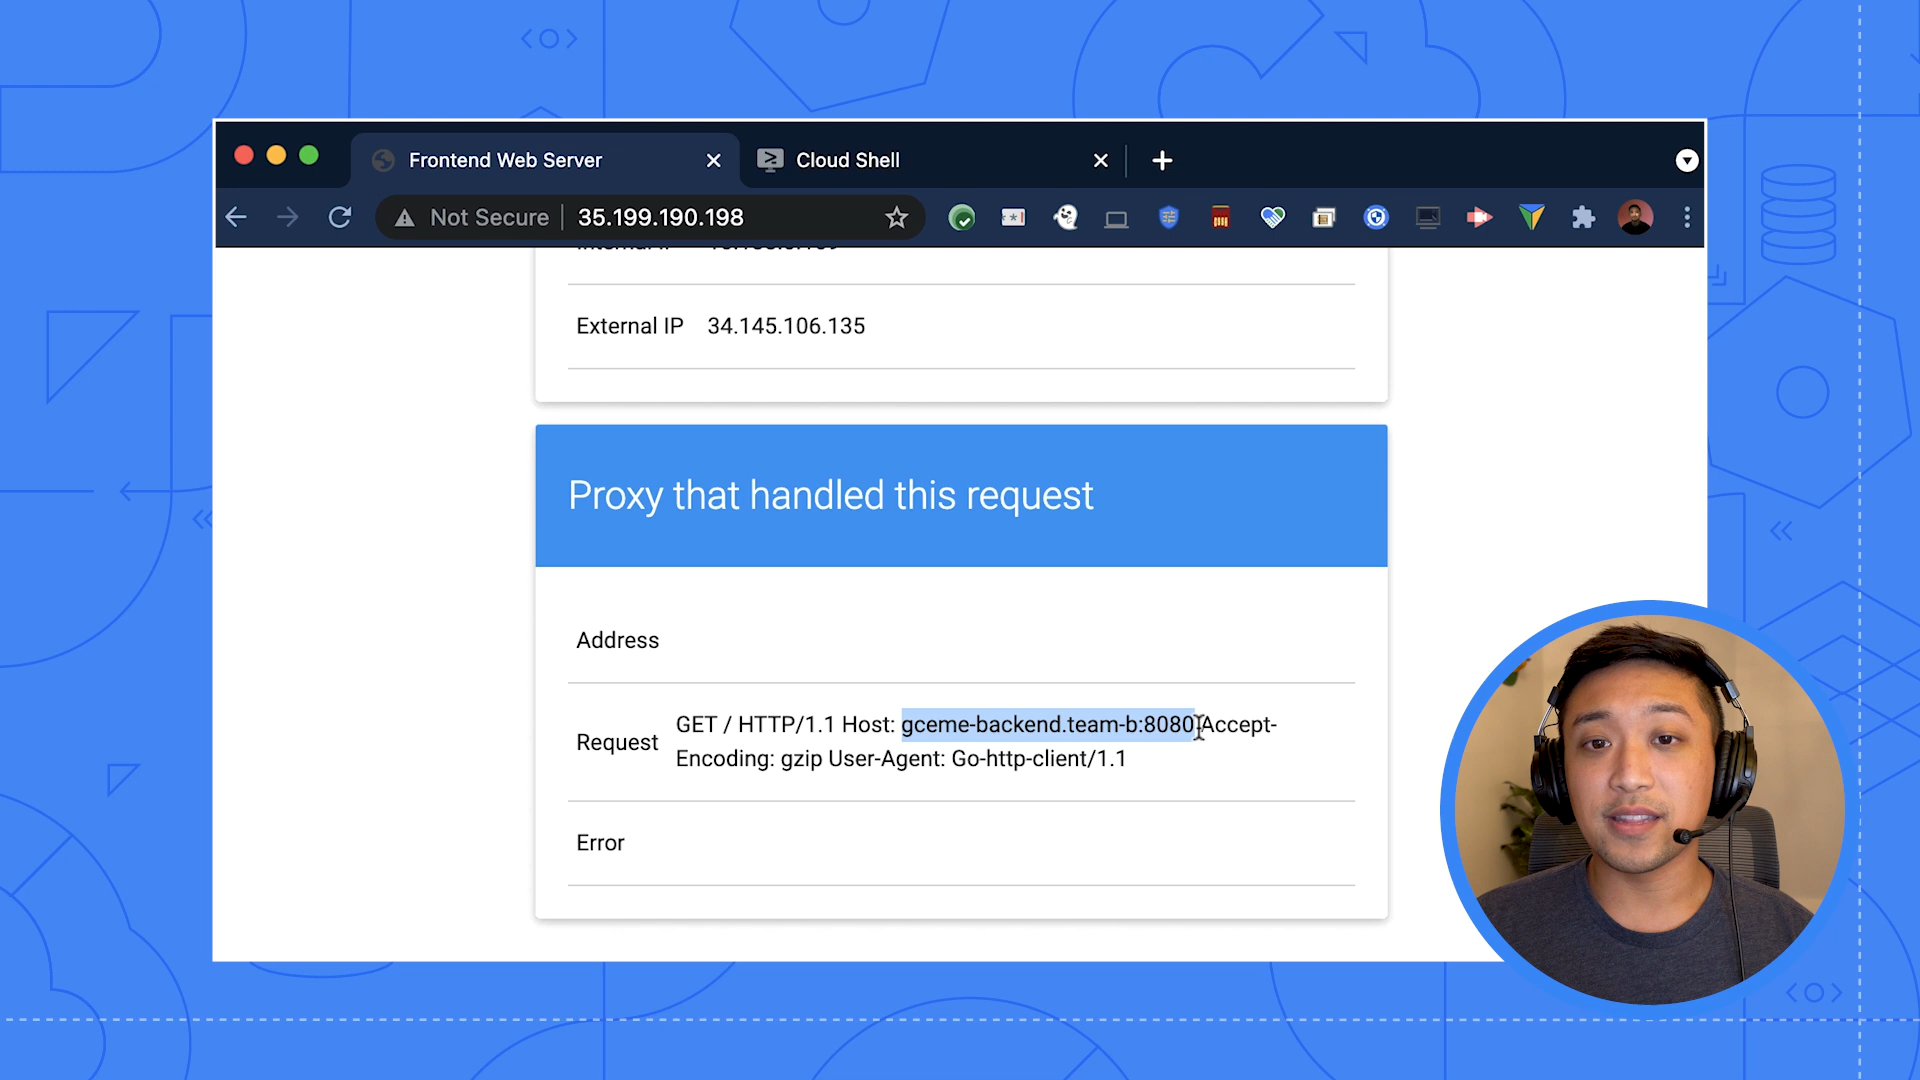 Frontend Web Server
Cloud Shell
Not Secure
35.199.190.198
External IP 34.145.106.135
Proxy that handled this request
Address
Request
GET / HTTP/1.1 Host: gceme-backend.team-b:8080 Accept-
Encoding: gzip User-Agent: Go-http-client/1.1
Error